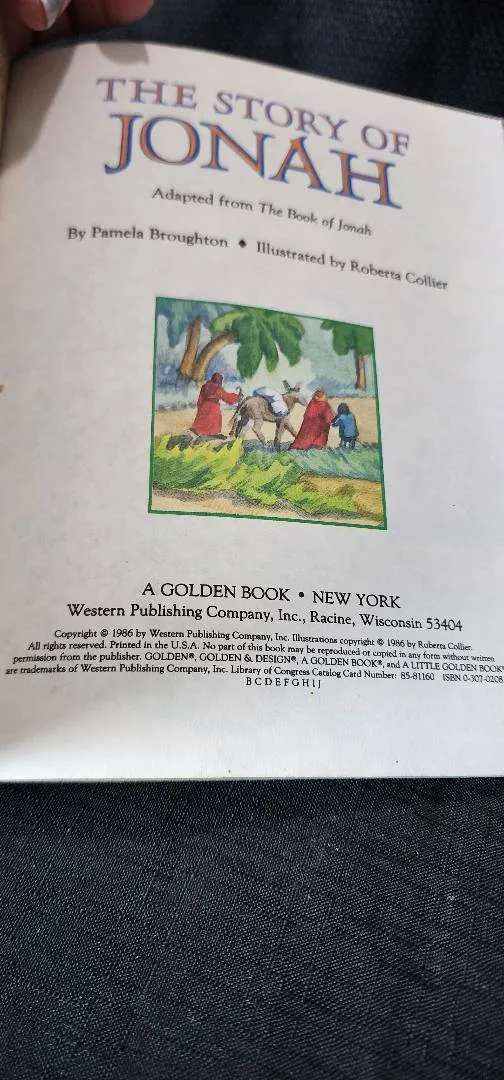 THE STORY OF
JONAH
Adapted from The Book of Jonah
By Pamela Broughton ◆ Illustrated by Roberta Collier
A GOLDEN BOOK • NEW YORK
Western Publishing Company, Inc., Racine, Wisconsin 53404
Copyright © 1986 by Western Publishing Company, Inc. Illustrations copyright © 1986 by Roberta Collier.
All rights reserved. Printed in the U.S.A. No part of this book may be reproduced or copied in any form without written
permission from the publisher. GOLDEN®, GOLDEN & DESIGN®, A GOLDEN BOOK®, and A LITTLE GOLDEN BOOK
are trademarks of Western Publishing Company, Inc. Library of Congress Catalog Card Number: 85-81160 ISBN 0-307-0208
B C D E F G H I J